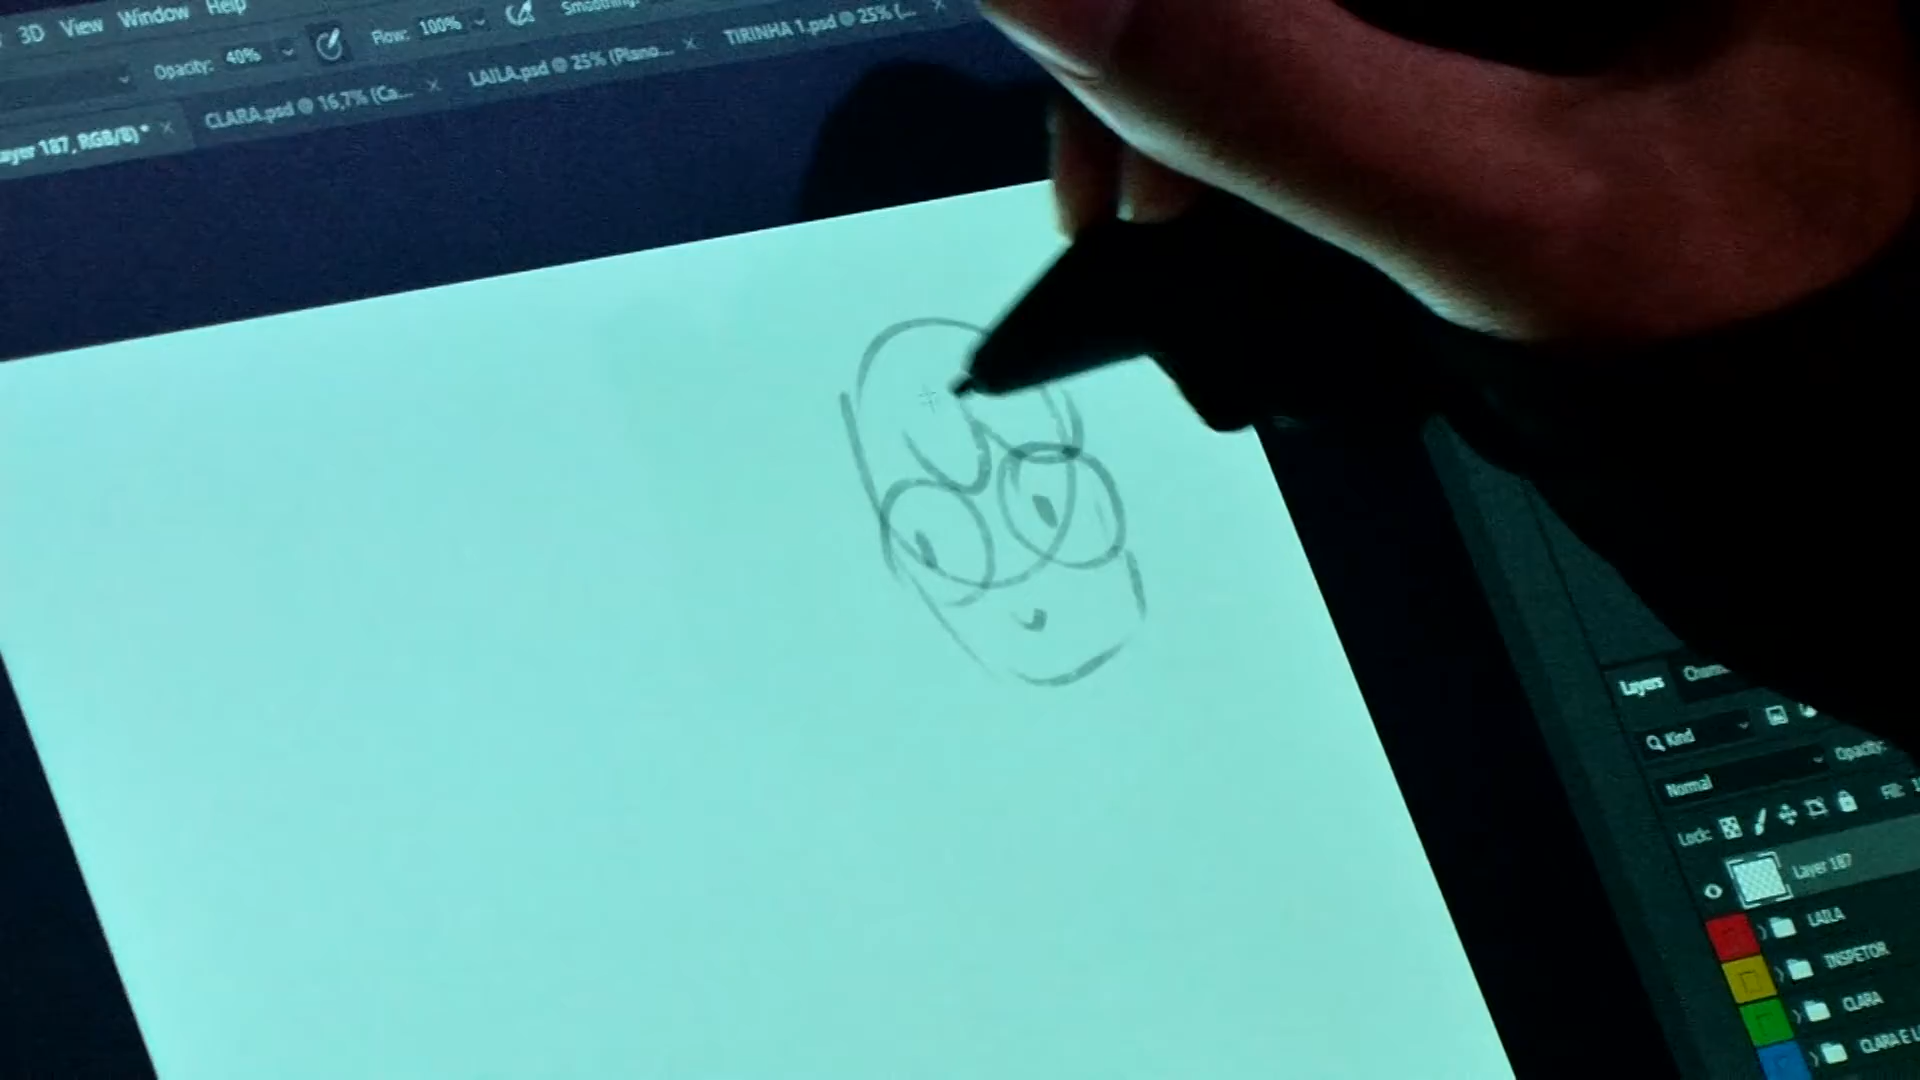 3D View Window Help
Opacity: 40% Flow: 100% Smoothing:
ayer 187, RGB/8) * × CLARA.psd @ 16,7% (Ca... × LAILA.psd @ 25% (Plano... × TIRINHA 1.psd @ 25% (... ×
Layers
Kind
Normal Opacity:
Lock: Fill:
Layer 187
LAILA
INSPETOR
CLARA
CLARA E L